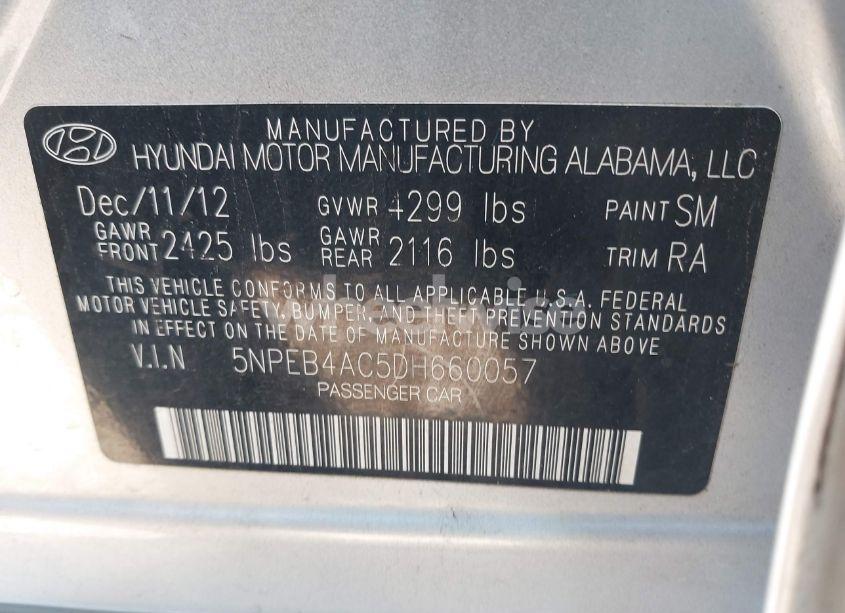 MANUFACTURED BY
HYUNDAI MOTOR MANUFACTURING ALABAMA, LLC
Dec/11/12 GVWR 4299 lbs PAINT SM
GAWR FRONT 2425 lbs GAWR REAR 2116 lbs TRIM RA
THIS VEHICLE CONFORMS TO ALL APPLICABLE U.S.A. FEDERAL
MOTOR VEHICLE SAFETY, BUMPER, AND THEFT PREVENTION STANDARDS
IN EFFECT ON THE DATE OF MANUFACTURE SHOWN ABOVE.
V.I.N 5NPEB4AC5DH660057
PASSENGER CAR